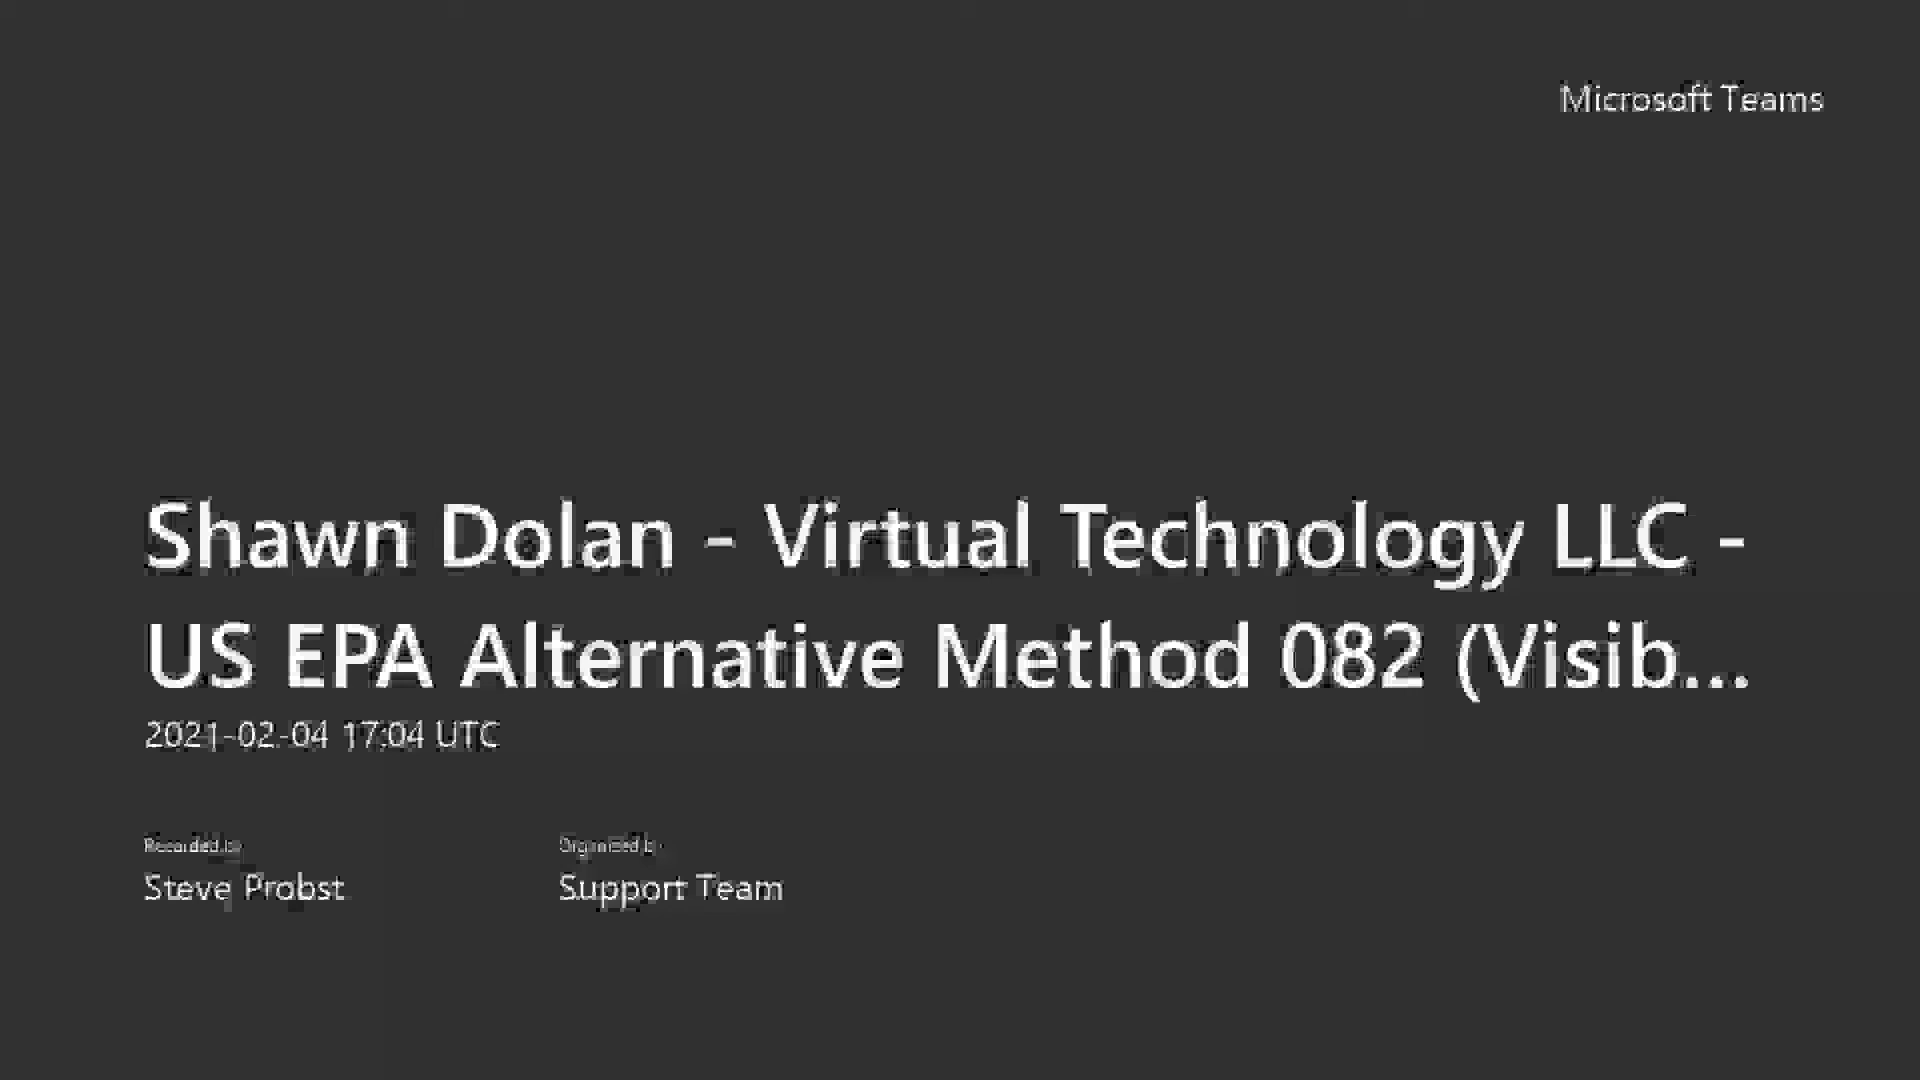 Microsoft Teams
Shawn Dolan - Virtual Technology LLC -
US EPA Alternative Method 082 (Visib...
2021-02-04 17:04 UTC
Recorded by
Organized by
Steve Probst
Support Team